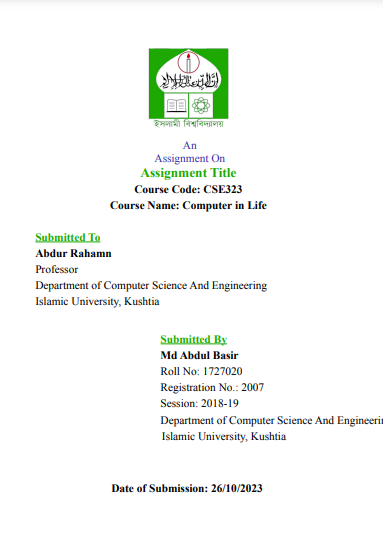 ইসলামী বিশ্ববিদ্যালয়
An
Assignment On
Assignment Title
Course Code: CSE323
Course Name: Computer in Life
Submitted To
Abdur Rahamn
Professor
Department of Computer Science And Engineering
Islamic University, Kushtia
Submitted By
Md Abdul Basir
Roll No: 1727020
Registration No.: 2007
Session: 2018-19
Department of Computer Science And Engineerin
Islamic University, Kushtia
Date of Submission: 26/10/2023